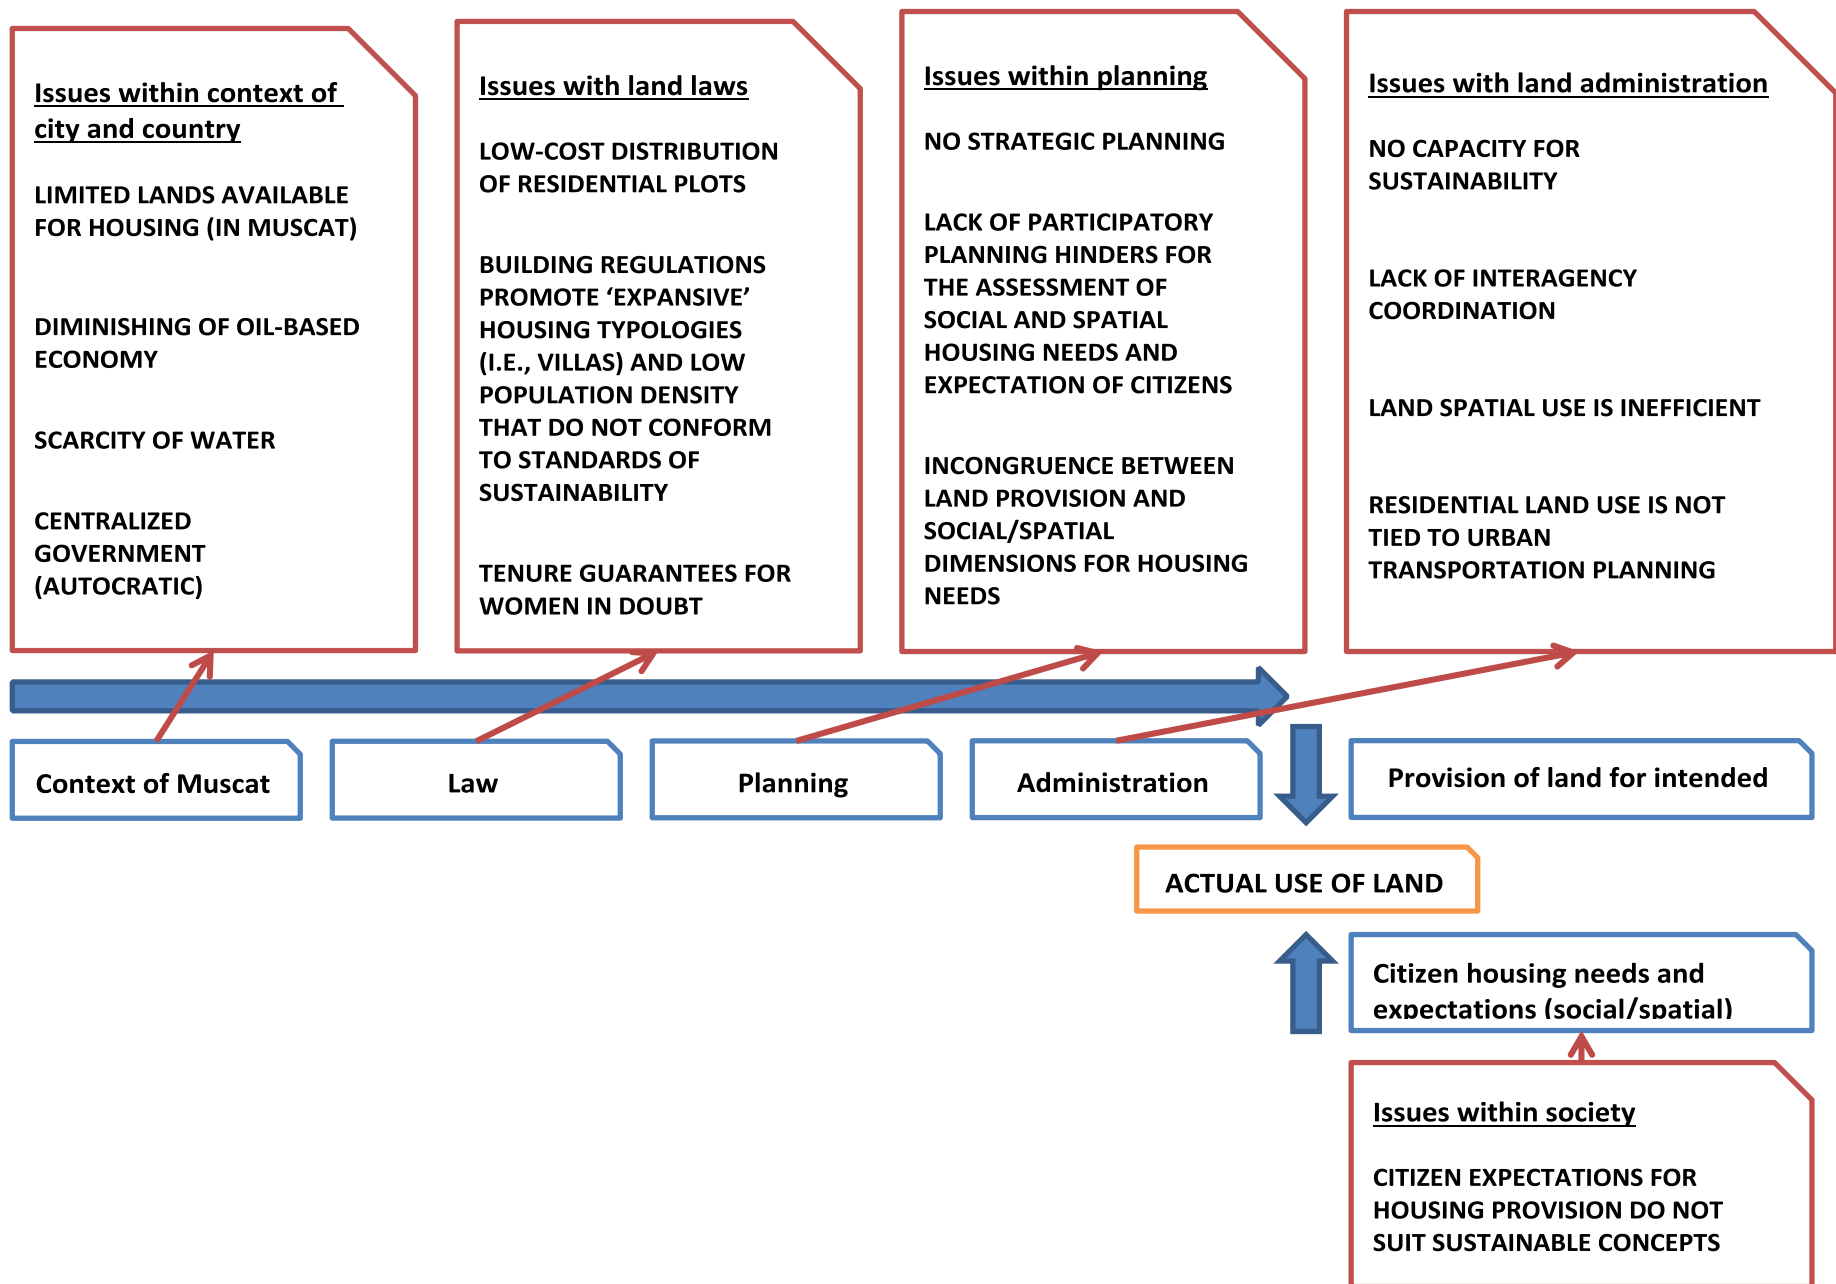 Issues within context of
city and country
LIMITED LANDS AVAILABLE
FOR HOUSING (IN MUSCAT)
DIMINISHING OF OIL-BASED
ECONOMY
SCARCITY OF WATER
CENTRALIZED
GOVERNMENT
(AUTOCRATIC)
Issues with land laws
LOW-COST DISTRIBUTION
OF RESIDENTIAL PLOTS
BUILDING REGULATIONS
PROMOTE ‘EXPANSIVE’
HOUSING TYPOLOGIES
(I.E., VILLAS) AND LOW
POPULATION DENSITY
THAT DO NOT CONFORM
TO STANDARDS OF
SUSTAINABILITY
TENURE GUARANTEES FOR
WOMEN IN DOUBT
Issues within planning
NO STRATEGIC PLANNING
LACK OF PARTICIPATORY
PLANNING HINDERS FOR
THE ASSESSMENT OF
SOCIAL AND SPATIAL
HOUSING NEEDS AND
EXPECTATION OF CITIZENS
INCONGRUENCE BETWEEN
LAND PROVISION AND
SOCIAL/SPATIAL
DIMENSIONS FOR HOUSING
NEEDS
Issues with land administration
NO CAPACITY FOR
SUSTAINABILITY
LACK OF INTERAGENCY
COORDINATION
LAND SPATIAL USE IS INEFFICIENT
RESIDENTIAL LAND USE IS NOT
TIED TO URBAN
TRANSPORTATION PLANNING
Context of Muscat
Law
Planning
Administration
Provision of land for intended
ACTUAL USE OF LAND
Citizen housing needs and
expectations (social/spatial)
Issues within society
CITIZEN EXPECTATIONS FOR
HOUSING PROVISION DO NOT
SUIT SUSTAINABLE CONCEPTS